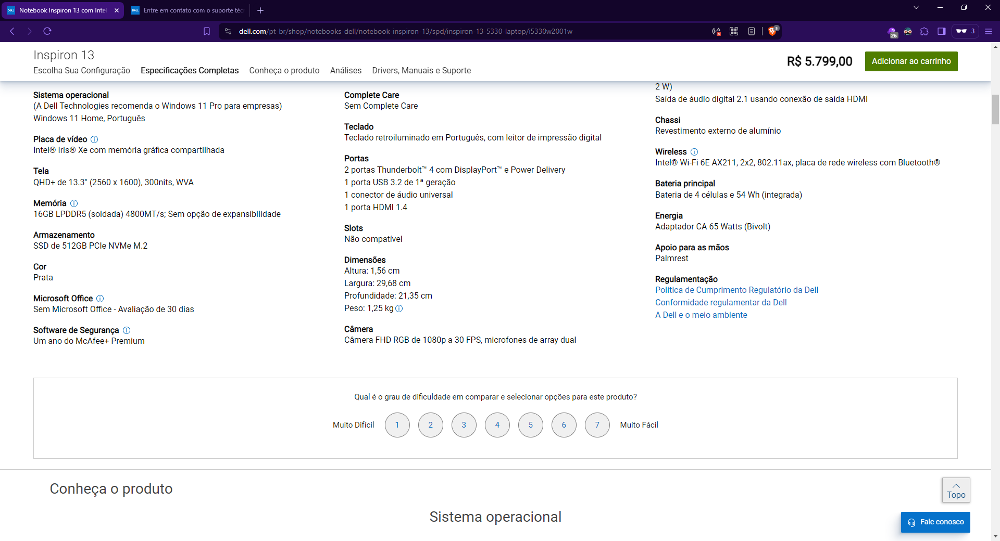 Notebook Inspiron 13 com Intel
Entre em contato com o suporte téc
dell.com/pt-br/shop/notebooks-dell/notebook-inspiron-13/spd/inspiron-13-5330-laptop/i5330w2001w
5
26
3
Inspiron 13
Escolha Sua Configuração
Especificações Completas
Conheça o produto
Análises
Drivers, Manuais e Suporte
R$ 5.799,00
Adicionar ao carrinho
Sistema operacional
(A Dell Technologies recomenda o Windows 11 Pro para empresas)
Windows 11 Home, Português
Placa de vídeo
Intel® Iris® Xe com memória gráfica compartilhada
Tela
QHD+ de 13.3" (2560 x 1600), 300nits, WVA
Memória
16GB LPDDR5 (soldada) 4800MT/s; Sem opção de expansibilidade
Armazenamento
SSD de 512GB PCIe NVMe M.2
Cor
Prata
Microsoft Office
Sem Microsoft Office - Avaliação de 30 dias
Software de Segurança
Um ano do McAfee+ Premium
Complete Care
Sem Complete Care
Teclado
Teclado retroiluminado em Português, com leitor de impressão digital
Portas
2 portas Thunderbolt™ 4 com DisplayPort™ e Power Delivery
1 porta USB 3.2 de 1ª geração
1 conector de áudio universal
1 porta HDMI 1.4
Slots
Não compatível
Dimensões
Altura: 1,56 cm
Largura: 29,68 cm
Profundidade: 21,35 cm
Peso: 1,25 kg
Câmera
Câmera FHD RGB de 1080p a 30 FPS, microfones de array dual
2 W)
Saída de áudio digital 2.1 usando conexão de saída HDMI
Chassi
Revestimento externo de alumínio
Wireless
Intel® Wi-Fi 6E AX211, 2x2, 802.11ax, placa de rede wireless com Bluetooth®
Bateria principal
Bateria de 4 células e 54 Wh (integrada)
Energia
Adaptador CA 65 Watts (Bivolt)
Apoio para as mãos
Palmrest
Regulamentação
Política de Cumprimento Regulatório da Dell
Conformidade regulamentar da Dell
A Dell e o meio ambiente
Qual é o grau de dificuldade em comparar e selecionar opções para este produto?
Muito Difícil 1 2 3 4 5 6 7 Muito Fácil
Conheça o produto
Topo
Sistema operacional
Fale conosco